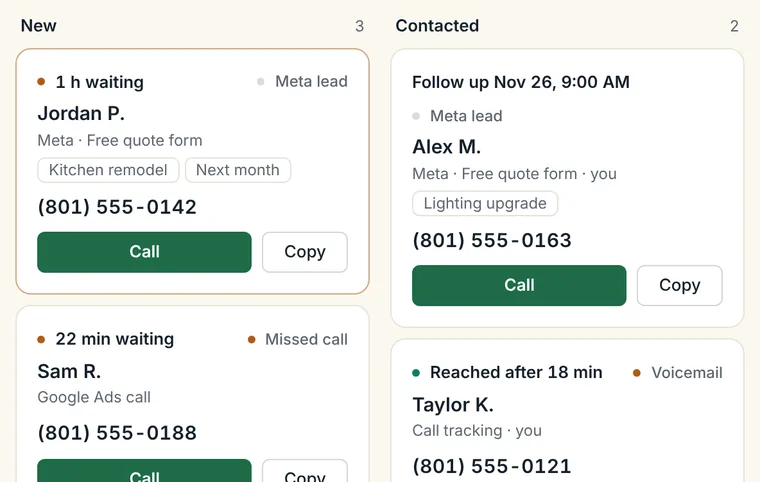 New 3
1 h waiting Meta lead
Jordan P.
Meta · Free quote form
Kitchen remodel Next month
(801) 555-0142
Call Copy
22 min waiting Missed call
Sam R.
Google Ads call
(801) 555-0188
Call Copy
Contacted 2
Follow up Nov 26, 9:00 AM
Meta lead
Alex M.
Meta · Free quote form · you
Lighting upgrade
(801) 555-0163
Call Copy
Reached after 18 min Voicemail
Taylor K.
Call tracking · you
(801) 555-0121